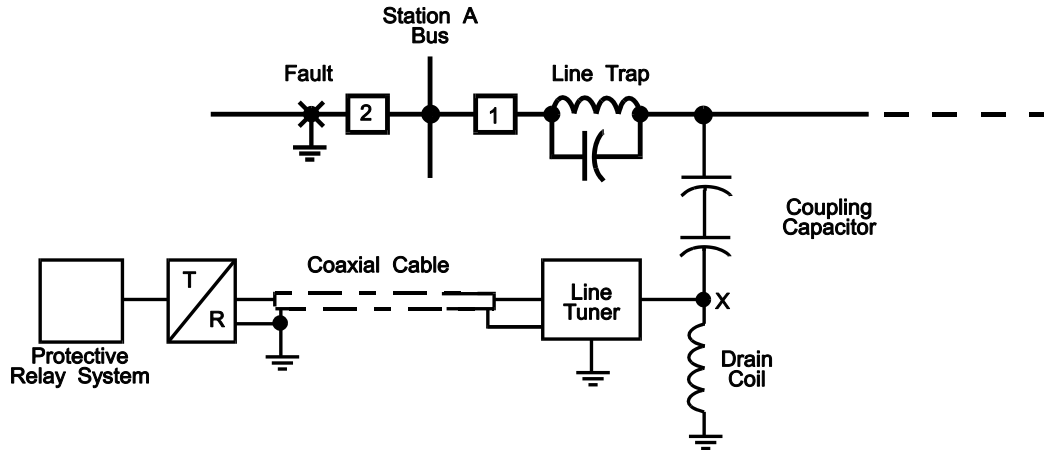 Station A
Bus
Fault
Line Trap
2
1
Coupling
Capacitor
Coaxial Cable
T
R
Line
Tuner
X
Protective
Relay System
Drain
Coil